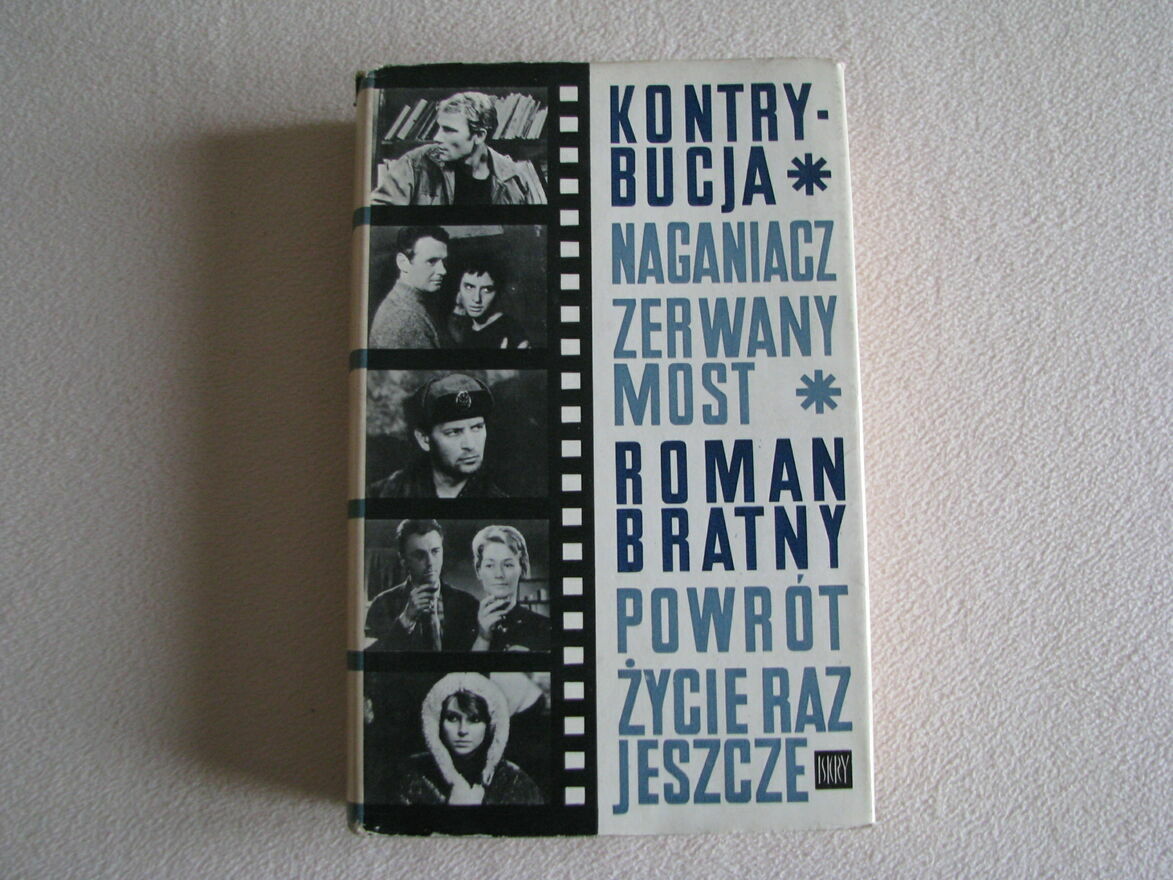 KONTRY-
BUCJA *
NAGANIACZ
ZERWANY
MOST *
ROMAN
BRATNY
POWRÓT
ŻYCIE RAZ
JESZCZE ISKRY